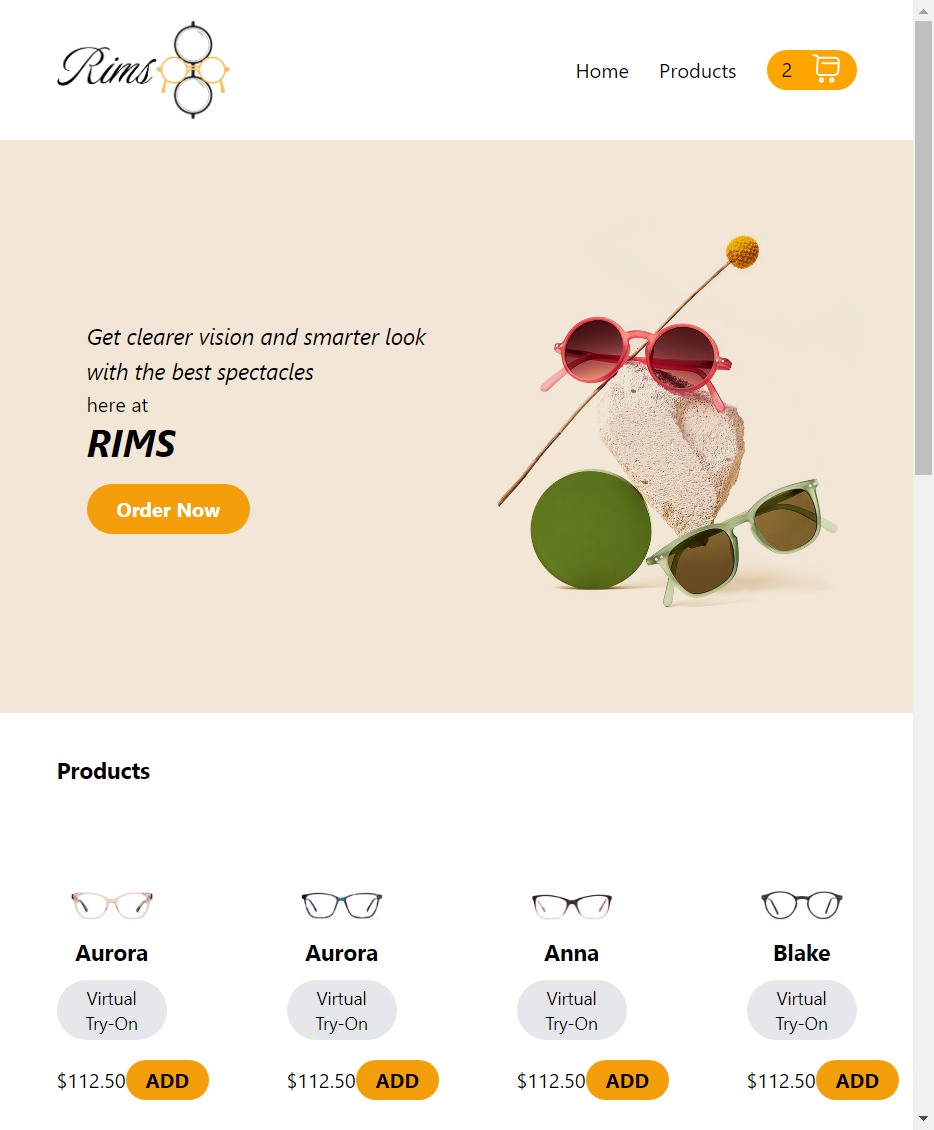 Rims
Home Products 2
Get clearer vision and smarter look
with the best spectacles
here at
RIMS
Order Now
Products
Aurora Aurora Anna Blake
Virtual Virtual Virtual Virtual
Try-On Try-On Try-On Try-On
$112.50 ADD $112.50 ADD $112.50 ADD $112.50 ADD